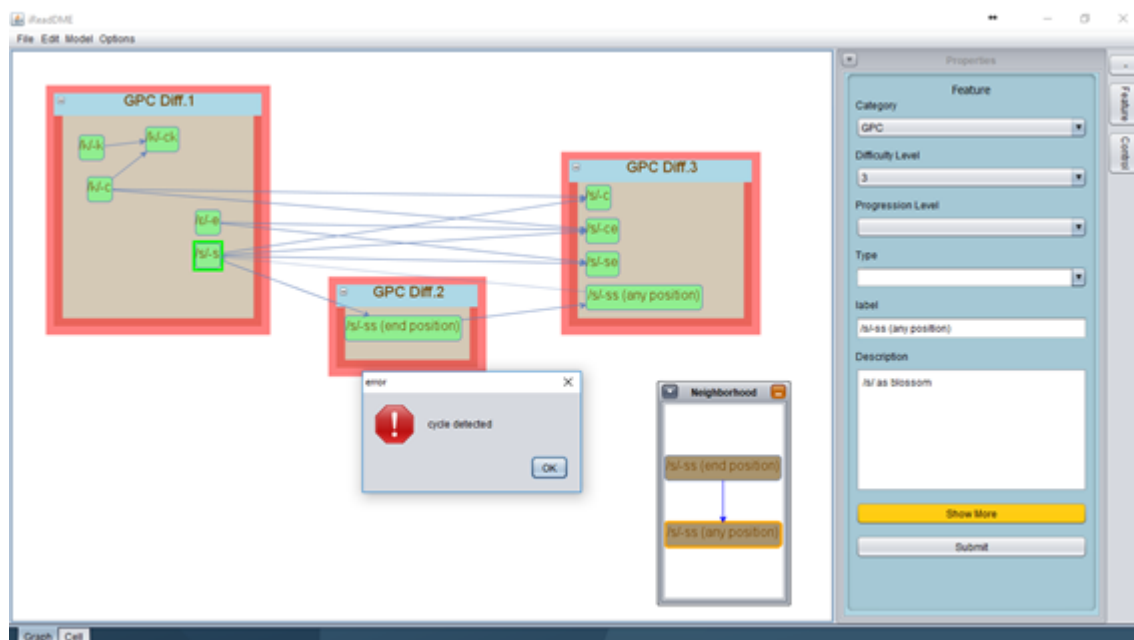 iReadDME
File Edit Model Options
GPC Diff.1
/k/-k
/k/-ck
/k/-c
/s/-s
GPC Diff.2
/s/-ss (end position)
GPC Diff.3
/s/-c
/s/-ce
/s/-se
/s/-ss (any position)
error
cycle detected
OK
Neighborhood
/s/-ss (end position)
/s/-ss (any position)
Properties
Feature
Category
GPC
Difficulty Level
3
Progression Level
Type
label
/s/-ss (any position)
Description
/s/ as blossom
Show More
Submit
Feature
Control
Graph Cell